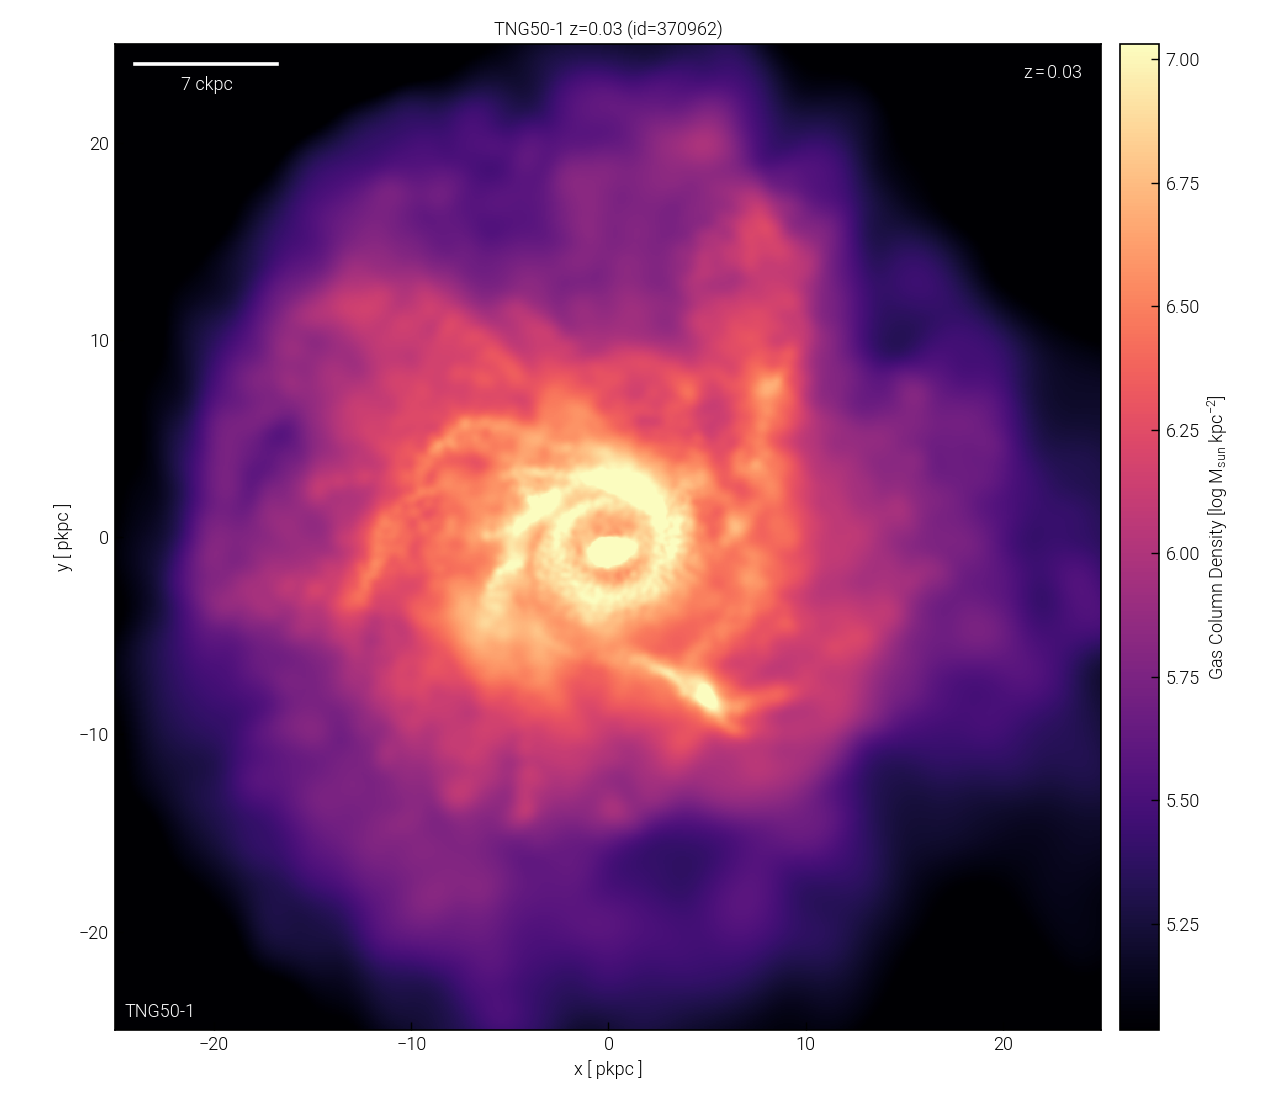 TNG50-1 z=0.03 (id=370962)
7 ckpc
z=0.03
TNG50-1
20
10
0
−10
−20
y [ pkpc ]
−20
−10
0
10
20
x [ pkpc ]
7.00
6.75
6.50
6.25
6.00
5.75
5.50
5.25
Gas Column Density [log M_sun kpc^−2]